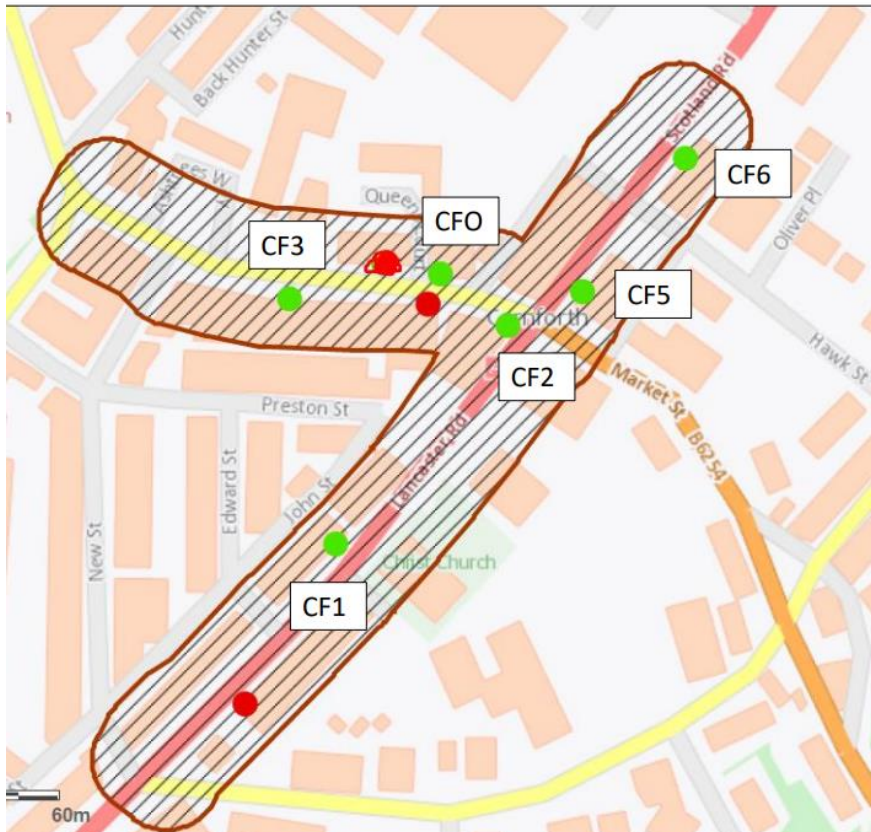 Back Hunter St
Scotland Rd
CF6
Queen
CFO
CF3
Oliver Pl
CF5
Hawk St
CF2
Market St
B6254
Preston St
Lancaster Rd
Edward St
John St
New St
Christ Church
CF1
60m